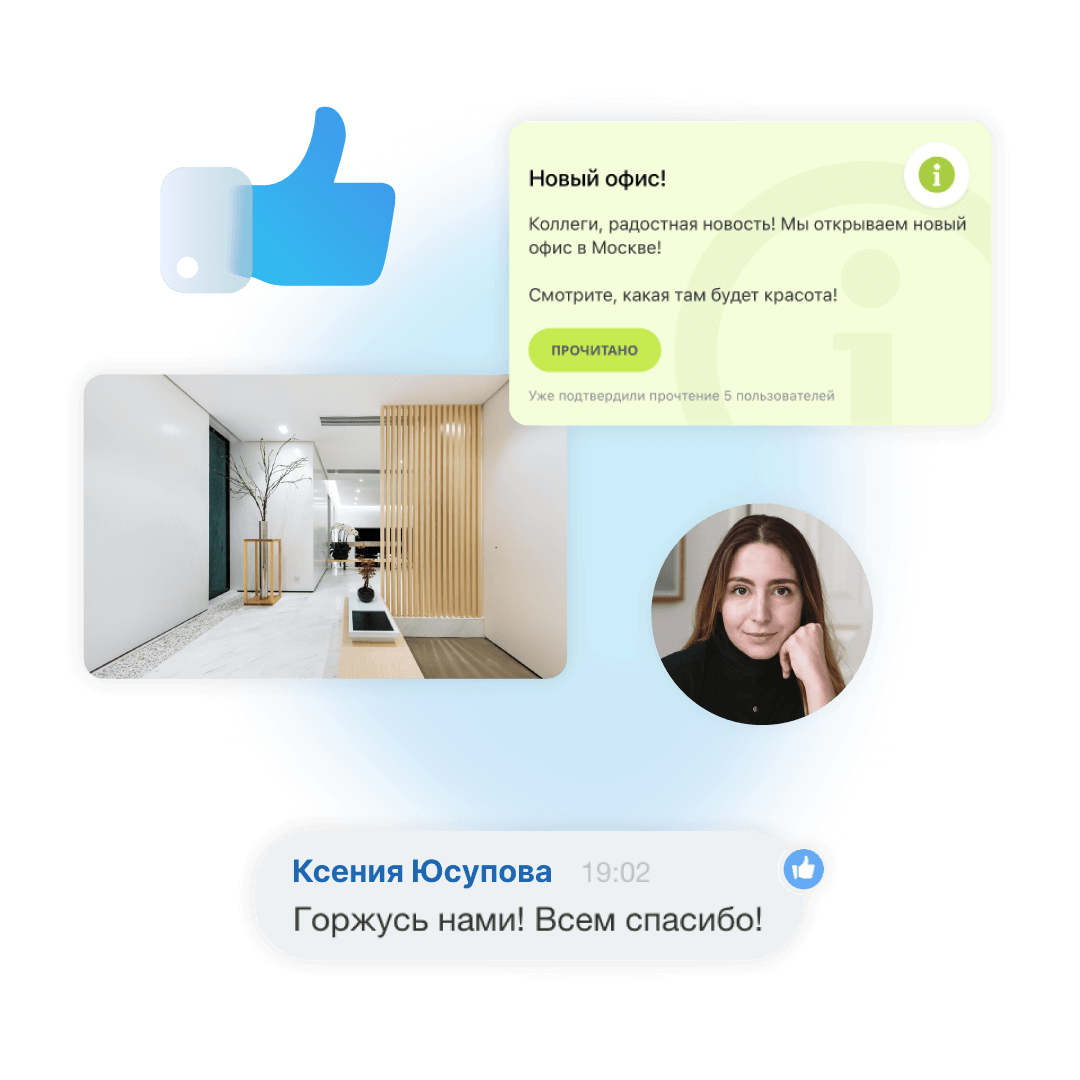 Новый офис!
Коллеги, радостная новость! Мы открываем новый
офис в Москве!
Смотрите, какая там будет красота!
ПРОЧИТАНО
Уже подтвердили прочтение 5 пользователей
Ксения Юсупова 19:02
Горжусь нами! Всем спасибо!